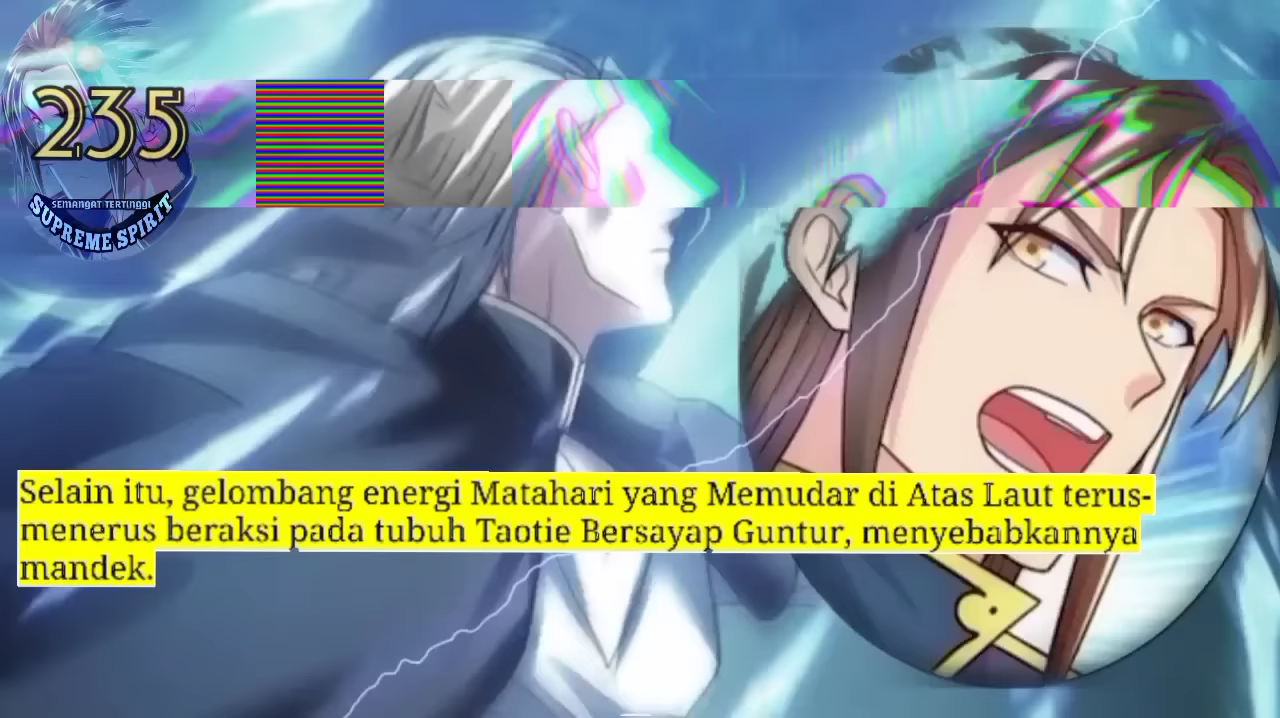 235
SEMANGAT TERTINGGI
SUPREME SPIRIT
Selain itu, gelombang energi Matahari yang Memudar di Atas Laut terus-
menerus beraksi pada tubuh Taotie Bersayap Guntur, menyebabkannya
mandek.